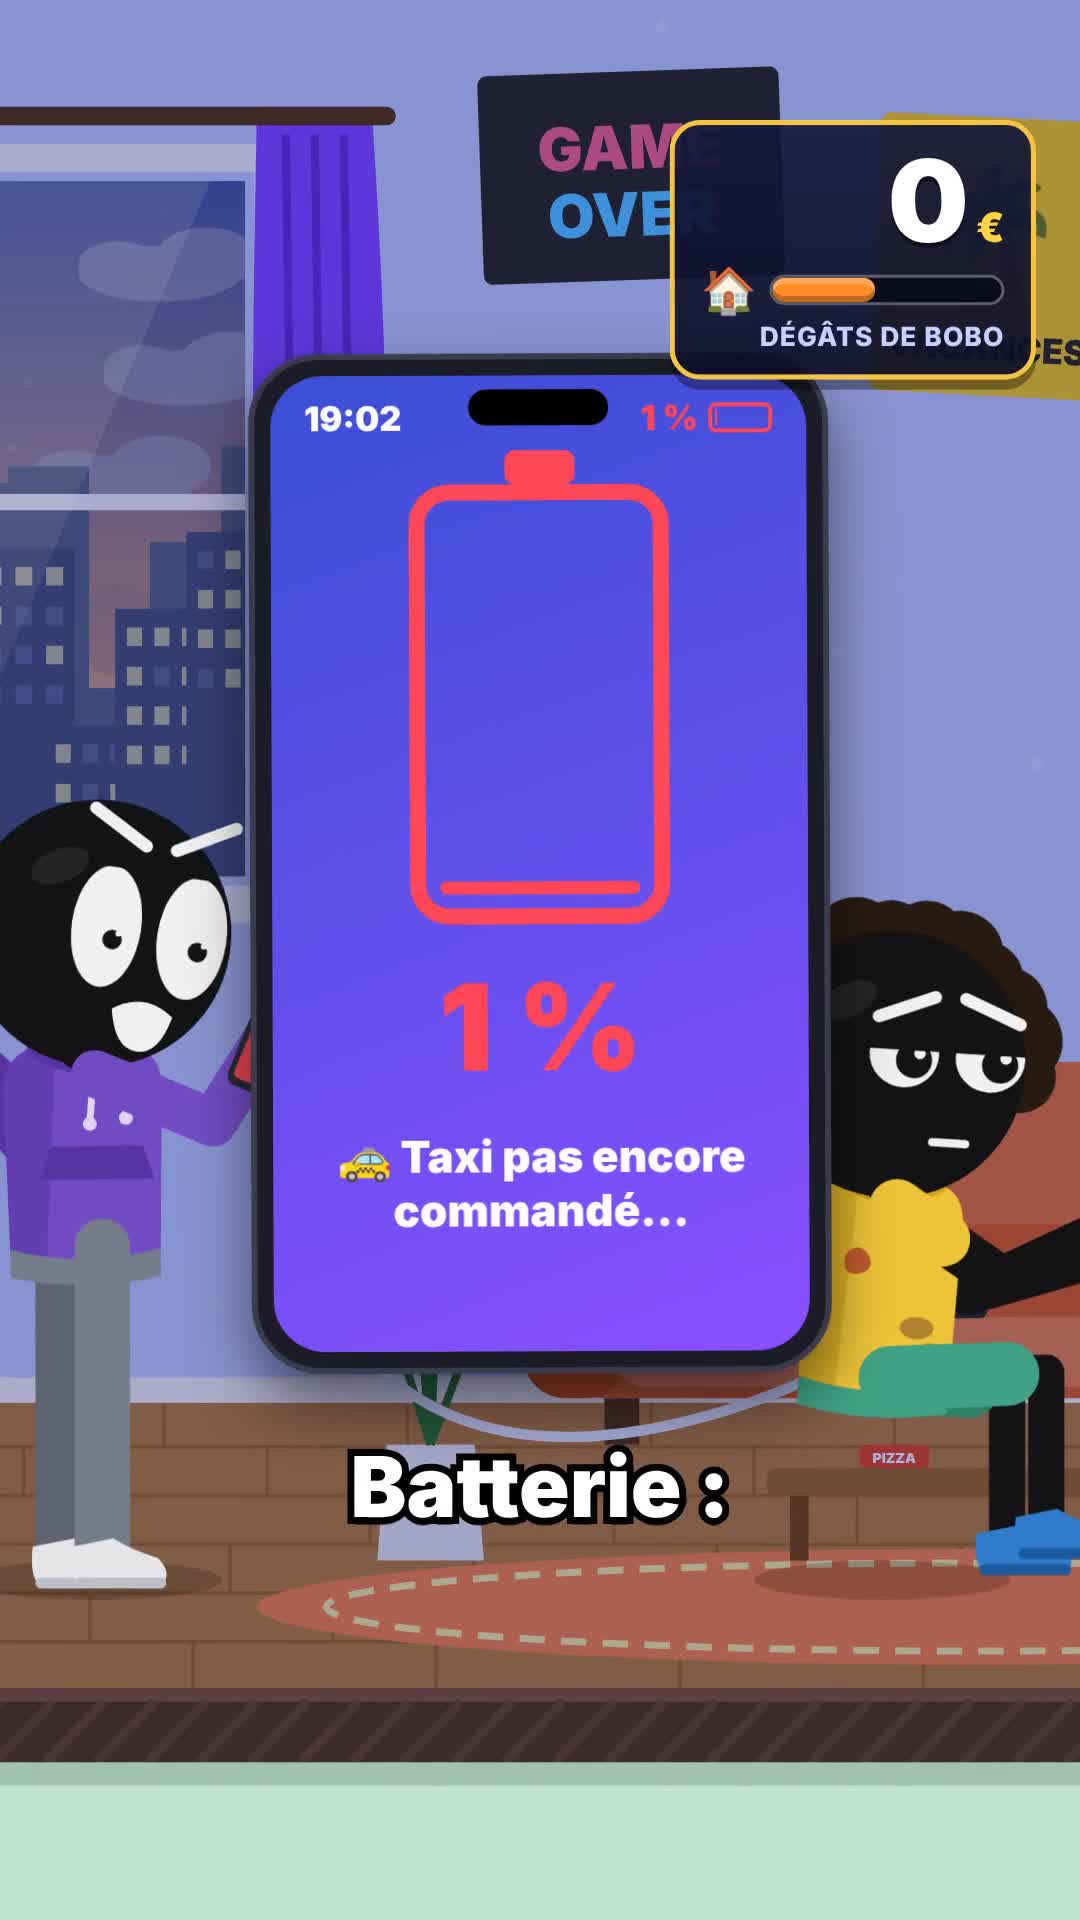 GAME
OVER
0 €
DÉGÂTS DE BOBO
19:02
1 %
1 %
🚕 Taxi pas encore
commandé...
Batterie :
PIZZA